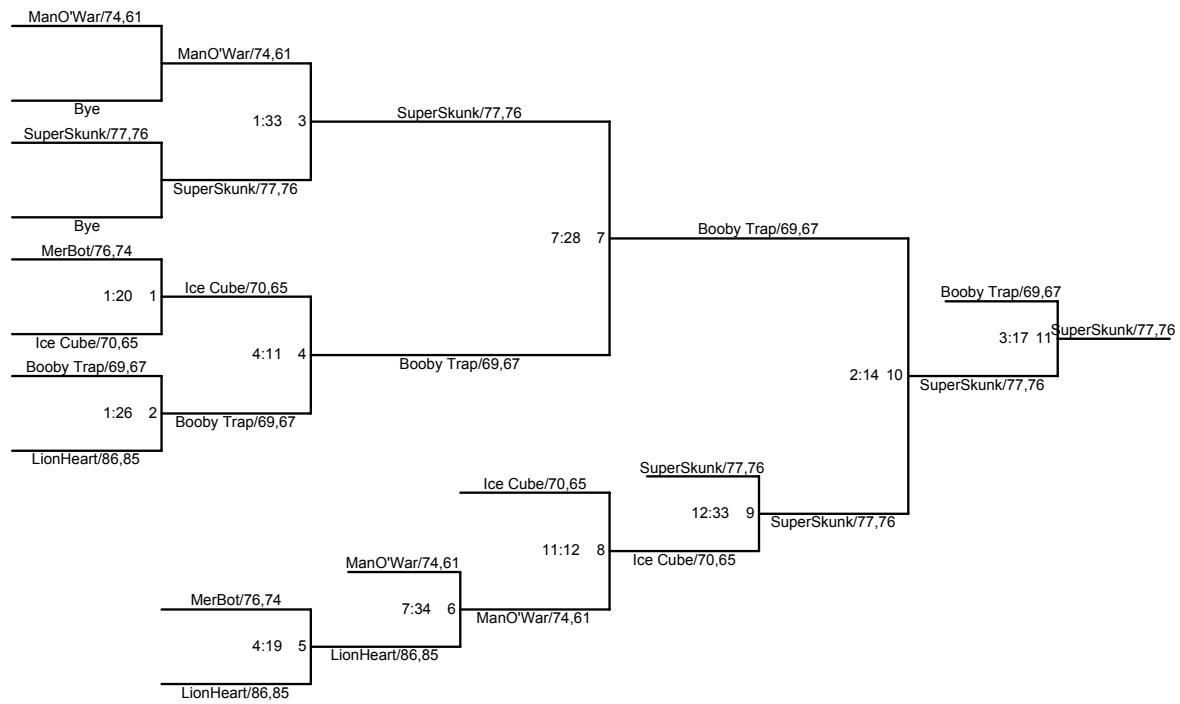 ManO'War/74,61
ManO'War/74,61
Bye
1:33 3
SuperSkunk/77,76
SuperSkunk/77,76
SuperSkunk/77,76
Bye
MerBot/76,74
7:28 7
Booby Trap/69,67
1:20 1
Ice Cube/70,65
Ice Cube/70,65
Booby Trap/69,67
3:17 11
SuperSkunk/77,76
4:11 4
Booby Trap/69,67
Booby Trap/69,67
2:14 10
SuperSkunk/77,76
1:26 2
Booby Trap/69,67
LionHeart/86,85
SuperSkunk/77,76
Ice Cube/70,65
12:33 9
SuperSkunk/77,76
11:12 8
Ice Cube/70,65
ManO'War/74,61
MerBot/76,74
7:34 6
ManO'War/74,61
4:19 5
LionHeart/86,85
LionHeart/86,85